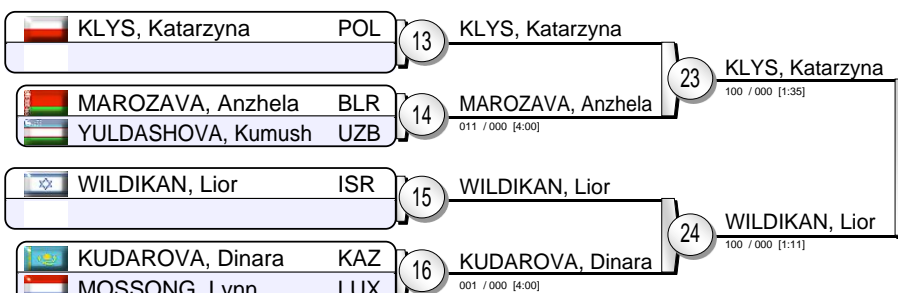 KLYS, Katarzyna POL
13
KLYS, Katarzyna
MAROZAVA, Anzhela BLR
YULDASHOVA, Kumush UZB
14
MAROZAVA, Anzhela
011 / 000 [4:00]
23
KLYS, Katarzyna
100 / 000 [1:35]
WILDIKAN, Lior ISR
15
WILDIKAN, Lior
KUDAROVA, Dinara KAZ
MOSSONG, Lynn LUX
16
KUDAROVA, Dinara
001 / 000 [4:00]
24
WILDIKAN, Lior
100 / 000 [1:11]